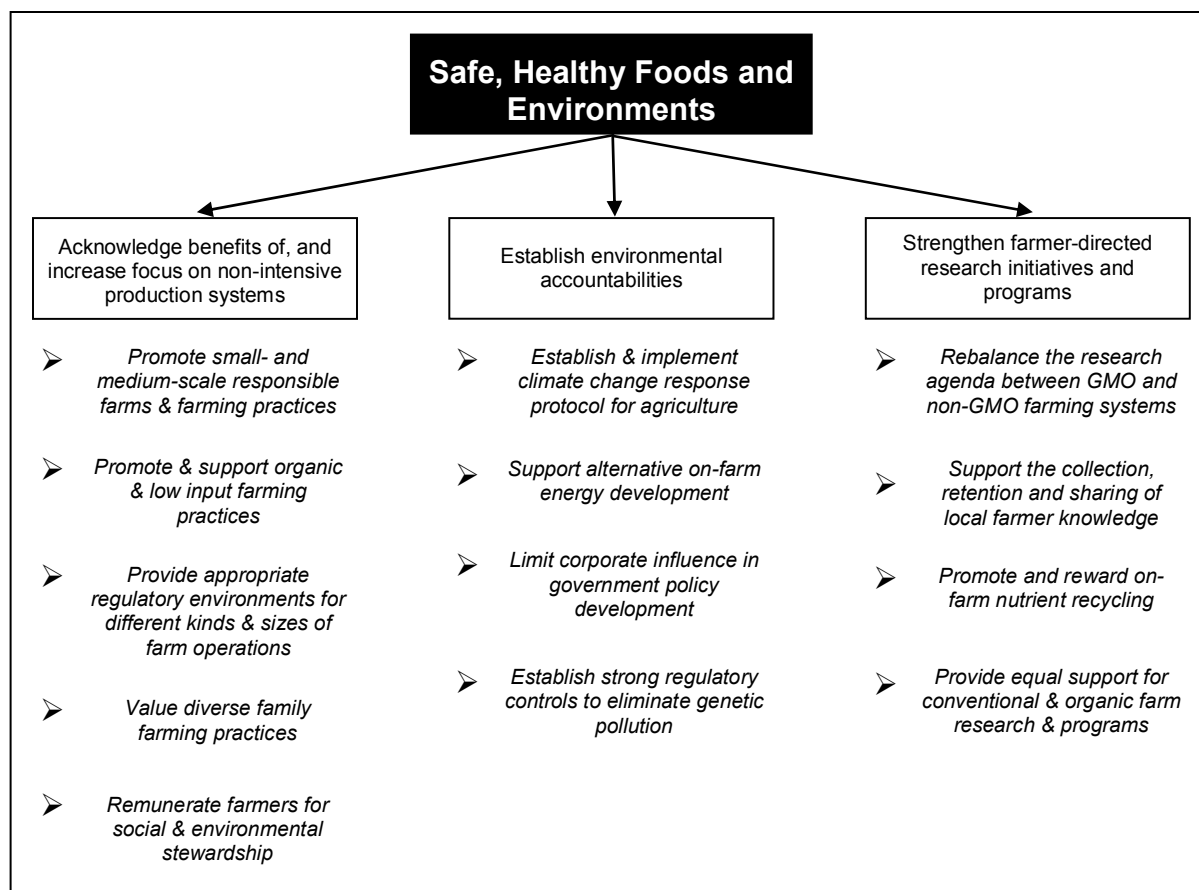 Safe, Healthy Foods and
Environments
Acknowledge benefits of, and
increase focus on non-intensive
production systems
➢ Promote small- and
medium-scale responsible
farms & farming practices
➢ Promote & support organic
& low input farming
practices
➢ Provide appropriate
regulatory environments for
different kinds & sizes of
farm operations
➢ Value diverse family
farming practices
➢ Remunerate farmers for
social & environmental
stewardship
Establish environmental
accountabilities
➢ Establish & implement
climate change response
protocol for agriculture
➢ Support alternative on-farm
energy development
➢ Limit corporate influence in
government policy
development
➢ Establish strong regulatory
controls to eliminate genetic
pollution
Strengthen farmer-directed
research initiatives and
programs
➢ Rebalance the research
agenda between GMO and
non-GMO farming systems
➢ Support the collection,
retention and sharing of
local farmer knowledge
➢ Promote and reward on-
farm nutrient recycling
➢ Provide equal support for
conventional & organic farm
research & programs